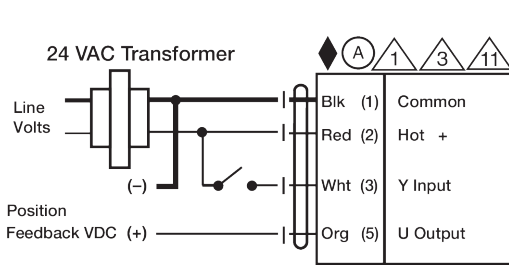 24 VAC Transformer
A 1 3 11
Line
Volts
Blk (1) Common
Red (2) Hot +
(–) Wht (3) Y Input
Position
Feedback VDC (+) Org (5) U Output